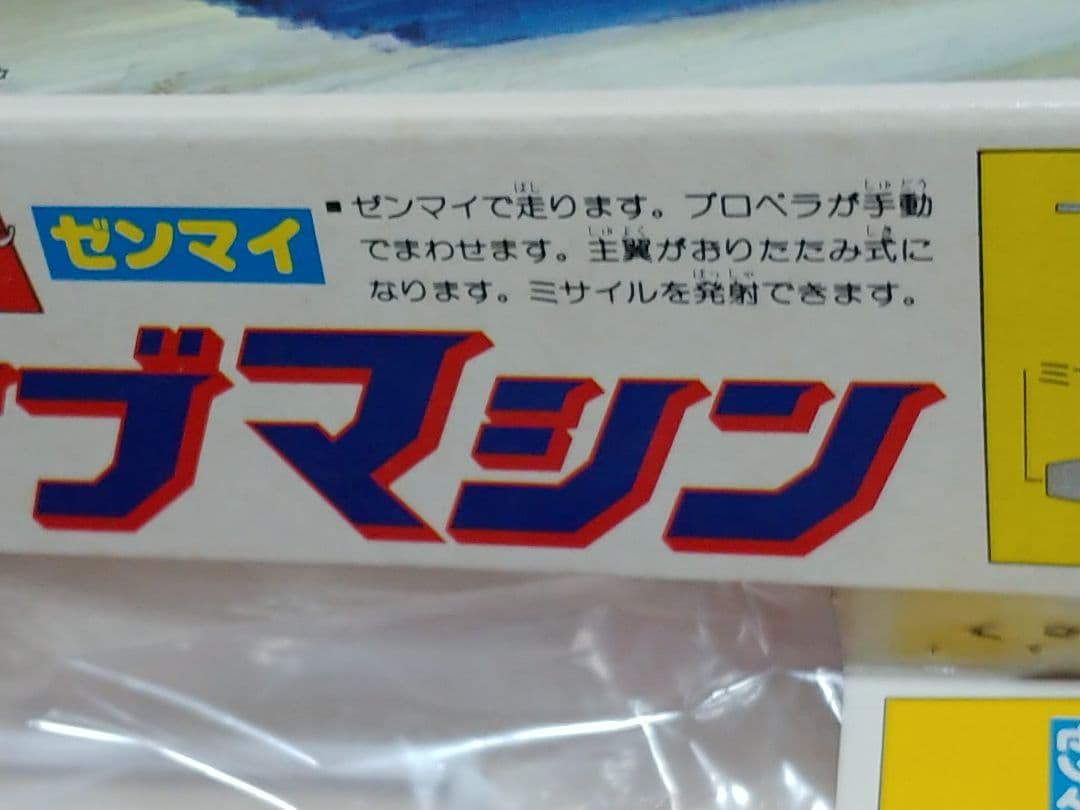 ゼンマイ
■ゼンマイで走ります。プロペラが手動
でまわせます。主翼がおりたたみ式に
なります。ミサイルを発射できます。
ブマシン
ミ